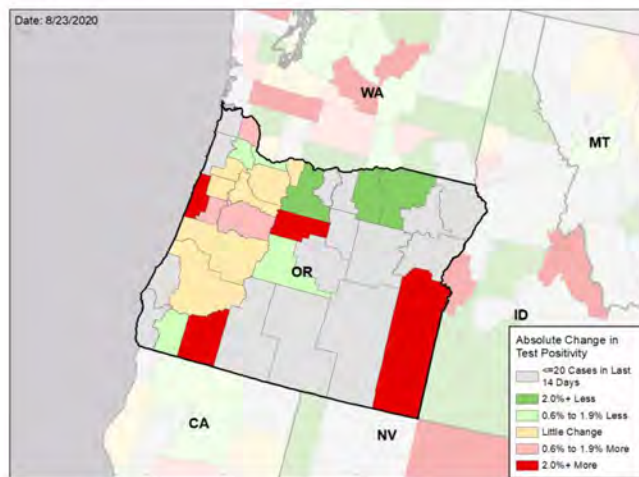 Date: 8/23/2020
WA
MT
OR
ID
CA
NV
Absolute Change in
Test Positivity
<=20 Cases in Last
14 Days
2.0%+ Less
0.6% to 1.9% Less
Little Change
0.6% to 1.9% More
2.0%+ More